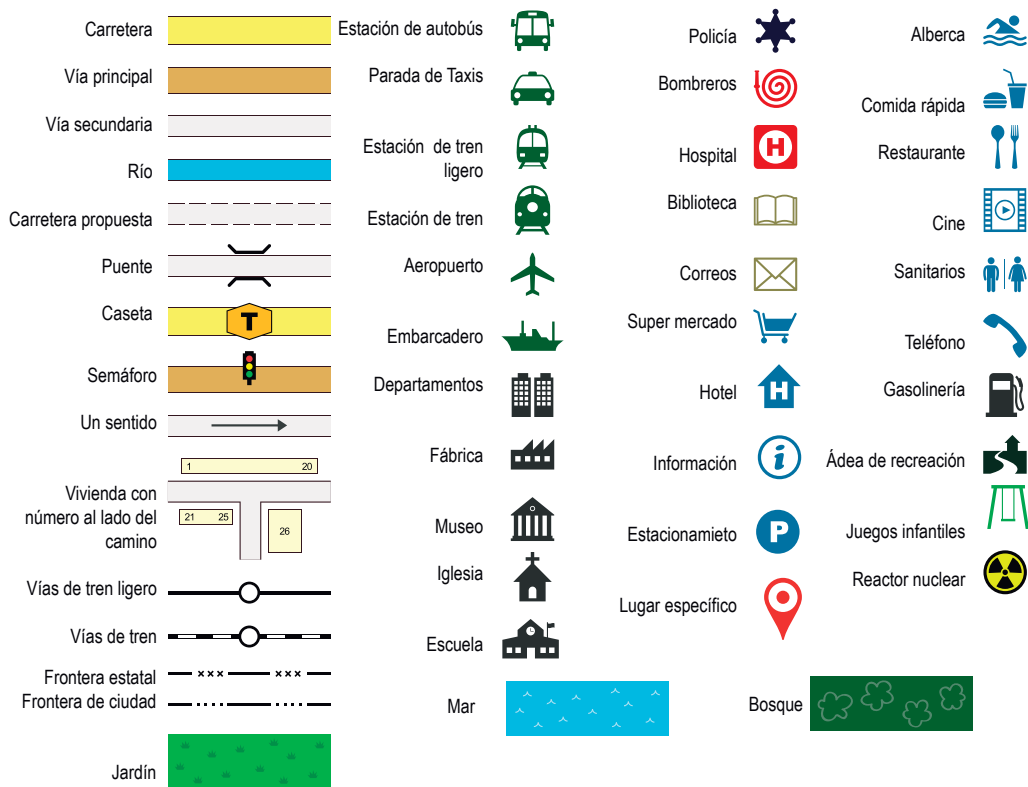 Carretera
Vía principal
Vía secundaria
Río
Carretera propuesta
Puente
Caseta
T
Semáforo
Un sentido
1 20
Vivienda con
número al lado del
camino
21 25
26
Vías de tren ligero
Vías de tren
Frontera estatal
Frontera de ciudad
Jardín
Estación de autobús
Parada de Taxis
Estación de tren
ligero
Estación de tren
Aeropuerto
Embarcadero
Departamentos
Fábrica
Museo
Iglesia
Escuela
Mar
Policía
Bombreros
Hospital
H
Biblioteca
Correos
Super mercado
Hotel
H
Información
i
Estacionamieto
P
Lugar específico
Bosque
Alberca
Comida rápida
Restaurante
Cine
Sanitarios
Teléfono
Gasolinería
Ádea de recreación
Juegos infantiles
Reactor nuclear